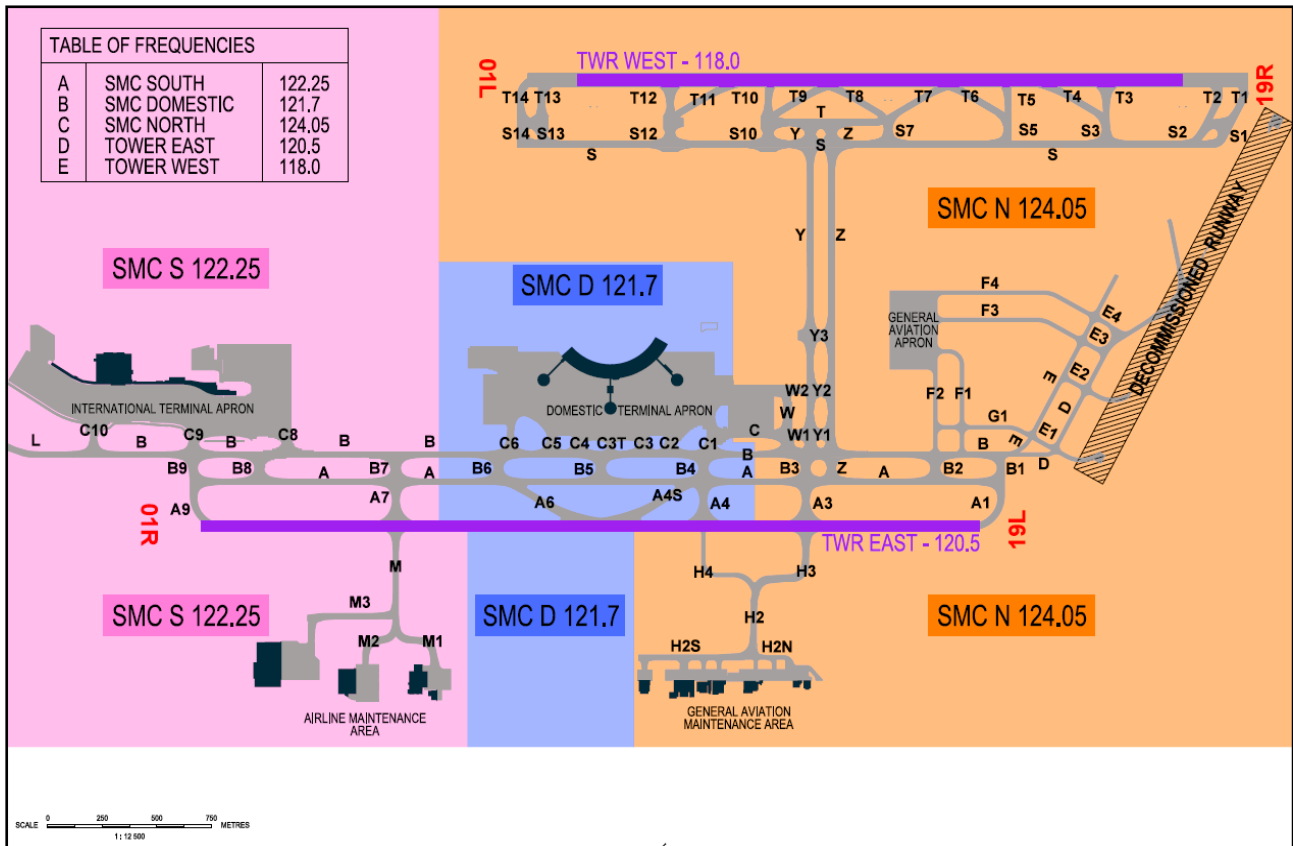 TABLE OF FREQUENCIES
A SMC SOUTH 122.25
B SMC DOMESTIC 121.7
C SMC NORTH 124.05
D TOWER EAST 120.5
E TOWER WEST 118.0
TWR WEST - 118.0
01L
19R
T14 T13 T12 T11 T10 T9 T8 T7 T6 T5 T4 T3 T2 T1
T
S14 S13 S12 S10 Y Z S7 S5 S3 S2 S1
S S S
SMC N 124.05
DECOMMISSIONED RUNWAY
Y Z
SMC S 122.25
SMC D 121.7
F4
F3
GENERAL
AVIATION
APRON
E4
E3
E2
E
D
Y3
W2 Y2
W
W1 Y1
F2 F1
G1
B E E1
D
INTERNATIONAL TERMINAL APRON
DOMESTIC TERMINAL APRON
L C10 B C9 B C8 B B C6 C5 C4 C3T C3 C2 C1 C
B
B9 B8 A B7 A B6 B5 B4 A B3 Z A B2 B1
A9 A7 A6 A4S A4 A3 A1
01R
19L
TWR EAST - 120.5
M
H4 H3
SMC S 122.25
SMC D 121.7
SMC N 124.05
M3
M2 M1
H2
H2S H2N
AIRLINE MAINTENANCE
AREA
GENERAL AVIATION
MAINTENANCE AREA
SCALE 0 250 500 750 METRES
1 : 12 500